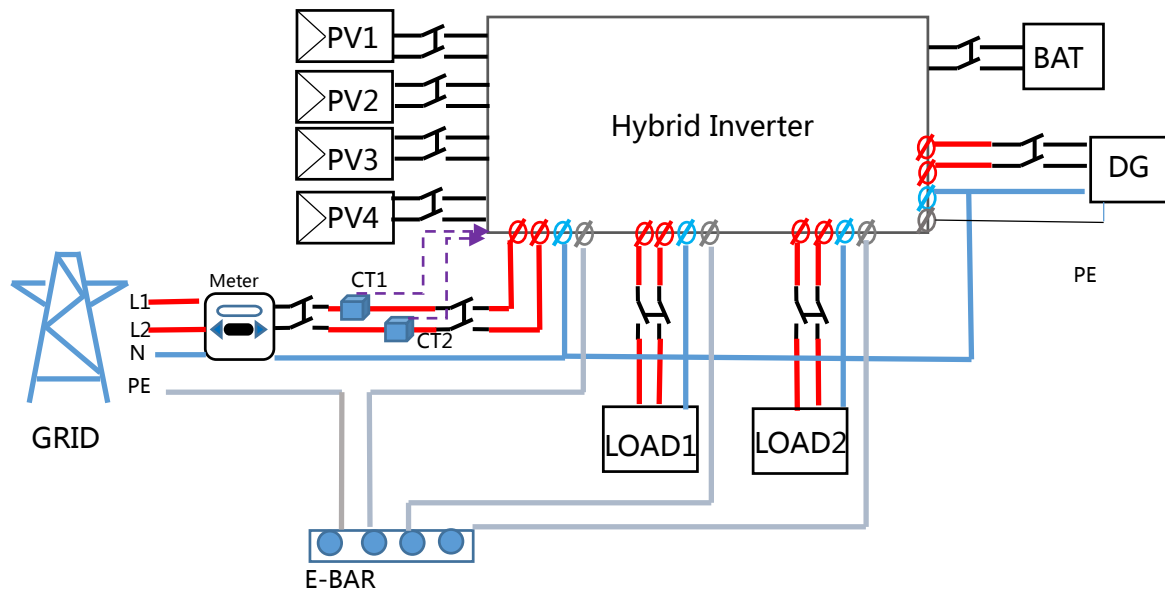 PV1
PV2
PV3
PV4
Hybrid Inverter
BAT
DG
PE
CT1
CT2
Meter
L1
L2
N
PE
GRID
LOAD1
LOAD2
E-BAR